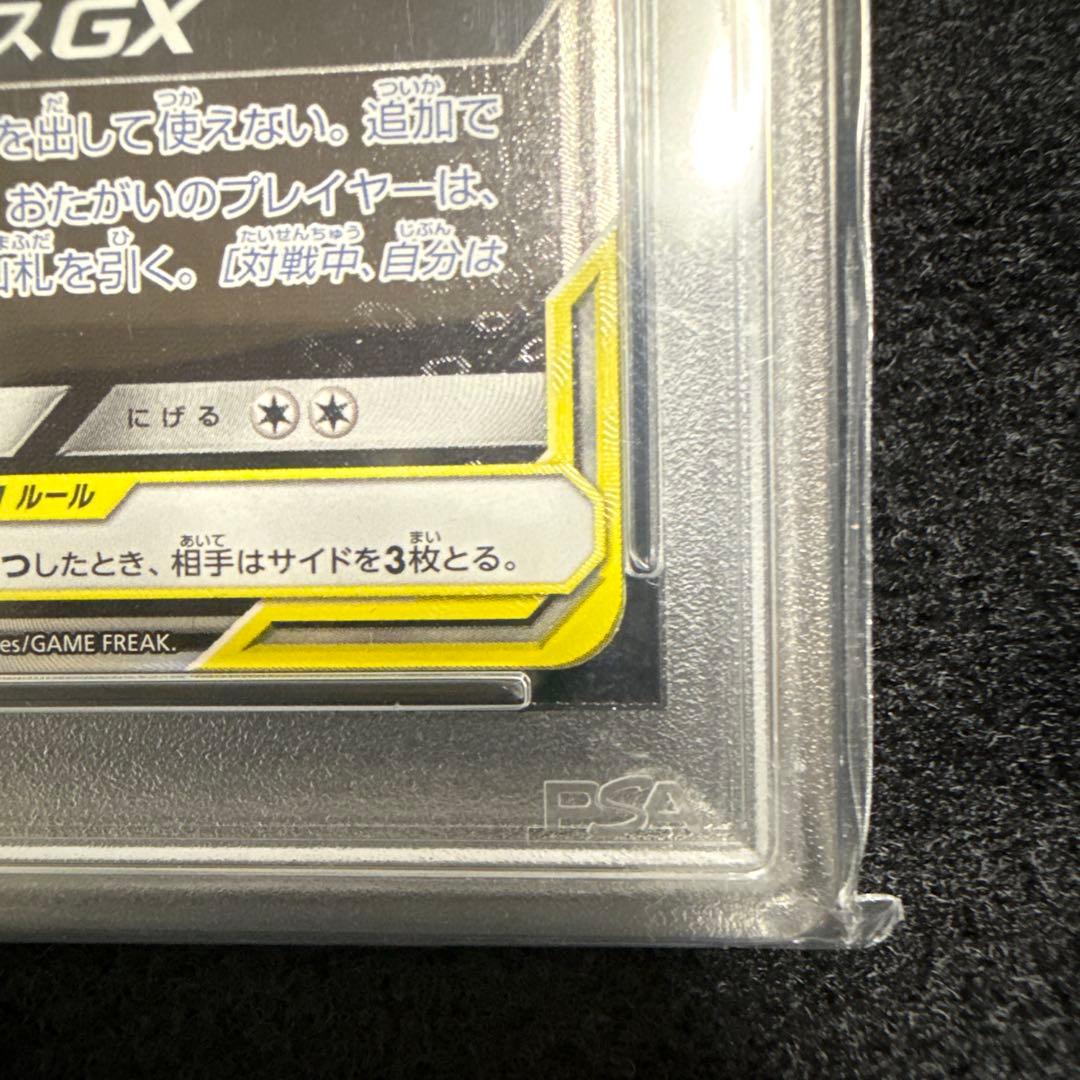 スGX
を出して使えない。追加で
おたがいのプレイヤーは、
札を引く。[対戦中、自分は
にげる
ルール
つしたとき、相手はサイドを3枚とる。
es/GAME FREAK.
PSA